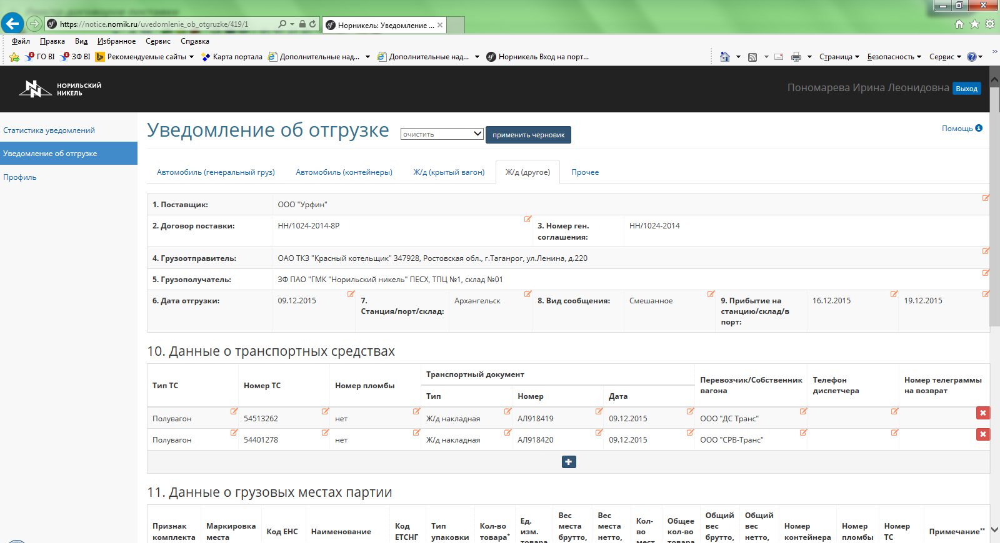 https://notice.nornik.ru/uvedomlenie_ob_otgruzke/419/1
Норникель: Уведомление ...
Файл Правка Вид Избранное Сервис Справка
ГО BI ЗФ BI Рекомендуемые сайты Карта портала Дополнительные над... Дополнительные над... Норникель Вход на порт... Страница Безопасность Сервис
НОРИЛЬСКИЙ
НИКЕЛЬ
Пономарева Ирина Леонидовна Выход
Статистика уведомлений
Уведомление об отгрузке
Профиль
Уведомление об отгрузке очистить применить черновик Помощь
Автомобиль (генеральный груз) Автомобиль (контейнеры) Ж/д (крытый вагон) Ж/д (другое) Прочее
1. Поставщик: ООО "Урфин"
2. Договор поставки: НН/1024-2014-8Р 3. Номер ген. соглашения: НН/1024-2014
4. Грузоотправитель: ОАО ТКЗ "Красный котельщик" 347928, Ростовская обл., г.Таганрог, ул.Ленина, д.220
5. Грузополучатель: ЗФ ПАО "ГМК "Норильский никель" ПЕСХ, ТПЦ №1, склад №01
6. Дата отгрузки: 09.12.2015 7. Станция/порт/склад: Архангельск 8. Вид сообщения: Смешанное 9. Прибытие на станцию/склад/в порт: 16.12.2015 19.12.2015
10. Данные о транспортных средствах
Тип ТС Номер ТС Номер пломбы Транспортный документ Перевозчик/Собственник вагона Телефон диспетчера Номер телеграммы на возврат
Тип Номер Дата
Полувагон 54513262 нет Ж/д накладная АЛ918419 09.12.2015 ООО "ДС Транс"
Полувагон 54401278 нет Ж/д накладная АЛ918420 09.12.2015 ООО "СРВ-Транс"
11. Данные о грузовых местах партии
Признак комплекта Маркировка места Код ЕНС Наименование Код ЕТСНГ Тип упаковки Кол-во товара* Ед. изм. товара Вес места брутто, Вес места нетто, Кол-во мест Общее кол-во товара Общий вес брутто, Общий вес нетто, Номер контейнера Номер пломбы Номер ТС Примечание**